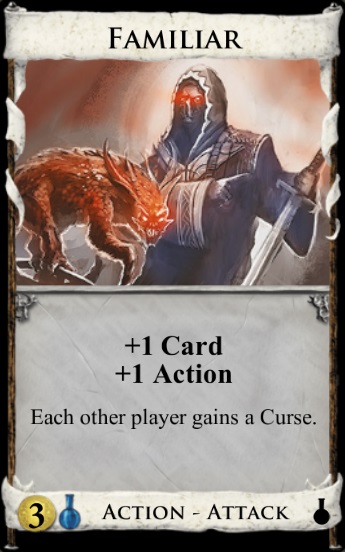 Familiar
+1 Card
+1 Action
Each other player gains a Curse.
3 Action - Attack